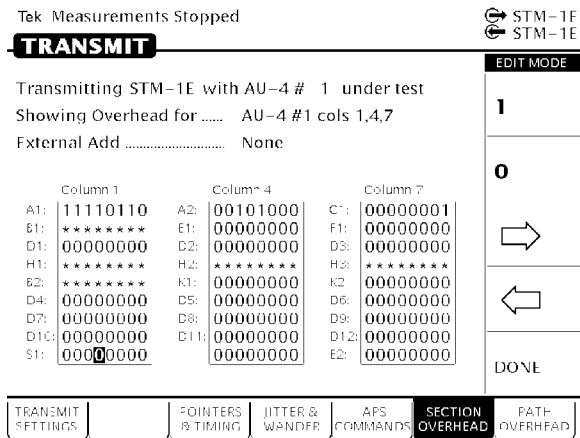 Tek Measurements Stopped
STM-1E
STM-1E
TRANSMIT
EDIT MODE
Transmitting STM-1E with AU-4 # 1 under test
Showing Overhead for ...... AU-4 #1 cols 1,4,7
External Add ............................ None
1
0
DONE
Column 1 Column 4 Column 7
A1: 11110110 A2: 00101000 C1: 00000001
B1: ******** E1: 00000000 F1: 00000000
D1: 00000000 D2: 00000000 D3: 00000000
H1: ******** H2: ******** H3: ********
B2: ******** K1: 00000000 K2 00000000
D4: 00000000 D5: 00000000 D6: 00000000
D7: 00000000 D8: 00000000 D9: 00000000
D10: 00000000 D11: 00000000 D12: 00000000
S1: 00000000 00000000 E2: 00000000
TRANSMIT SETTINGS
POINTERS & TIMING
JITTER & WANDER
APS COMMANDS
SECTION OVERHEAD
PATH OVERHEAD